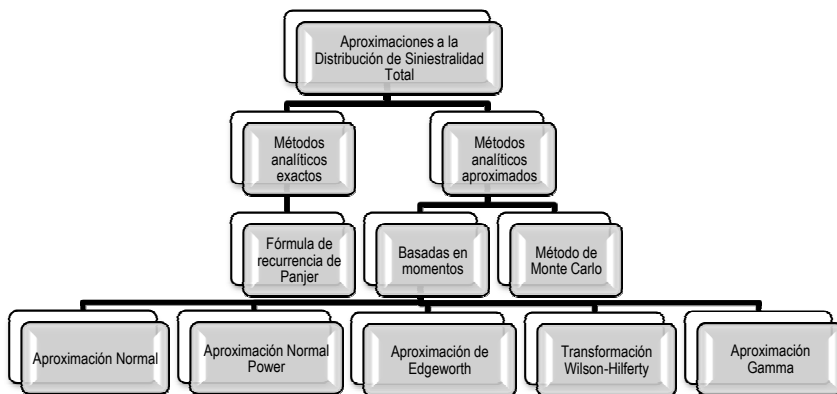 Aproximaciones a la
Distribución de Siniestralidad
Total
Métodos
analíticos
exactos
Métodos
analíticos
aproximados
Fórmula de
recurrencia de
Panjer
Basadas en
momentos
Método de
Monte Carlo
Aproximación Normal
Aproximación Normal
Power
Aproximación de
Edgeworth
Transformación
Wilson-Hilferty
Aproximación
Gamma